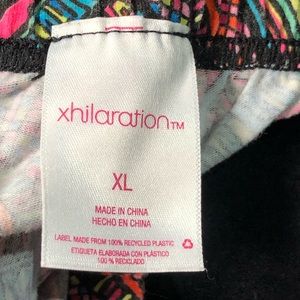 xhilaration™
XL
MADE IN CHINA
HECHO EN CHINA
LABEL MADE FROM 100% RECYCLED PLASTIC
ETIQUETA ELABORADA CON PLÁSTICO
100 % RECICLADO